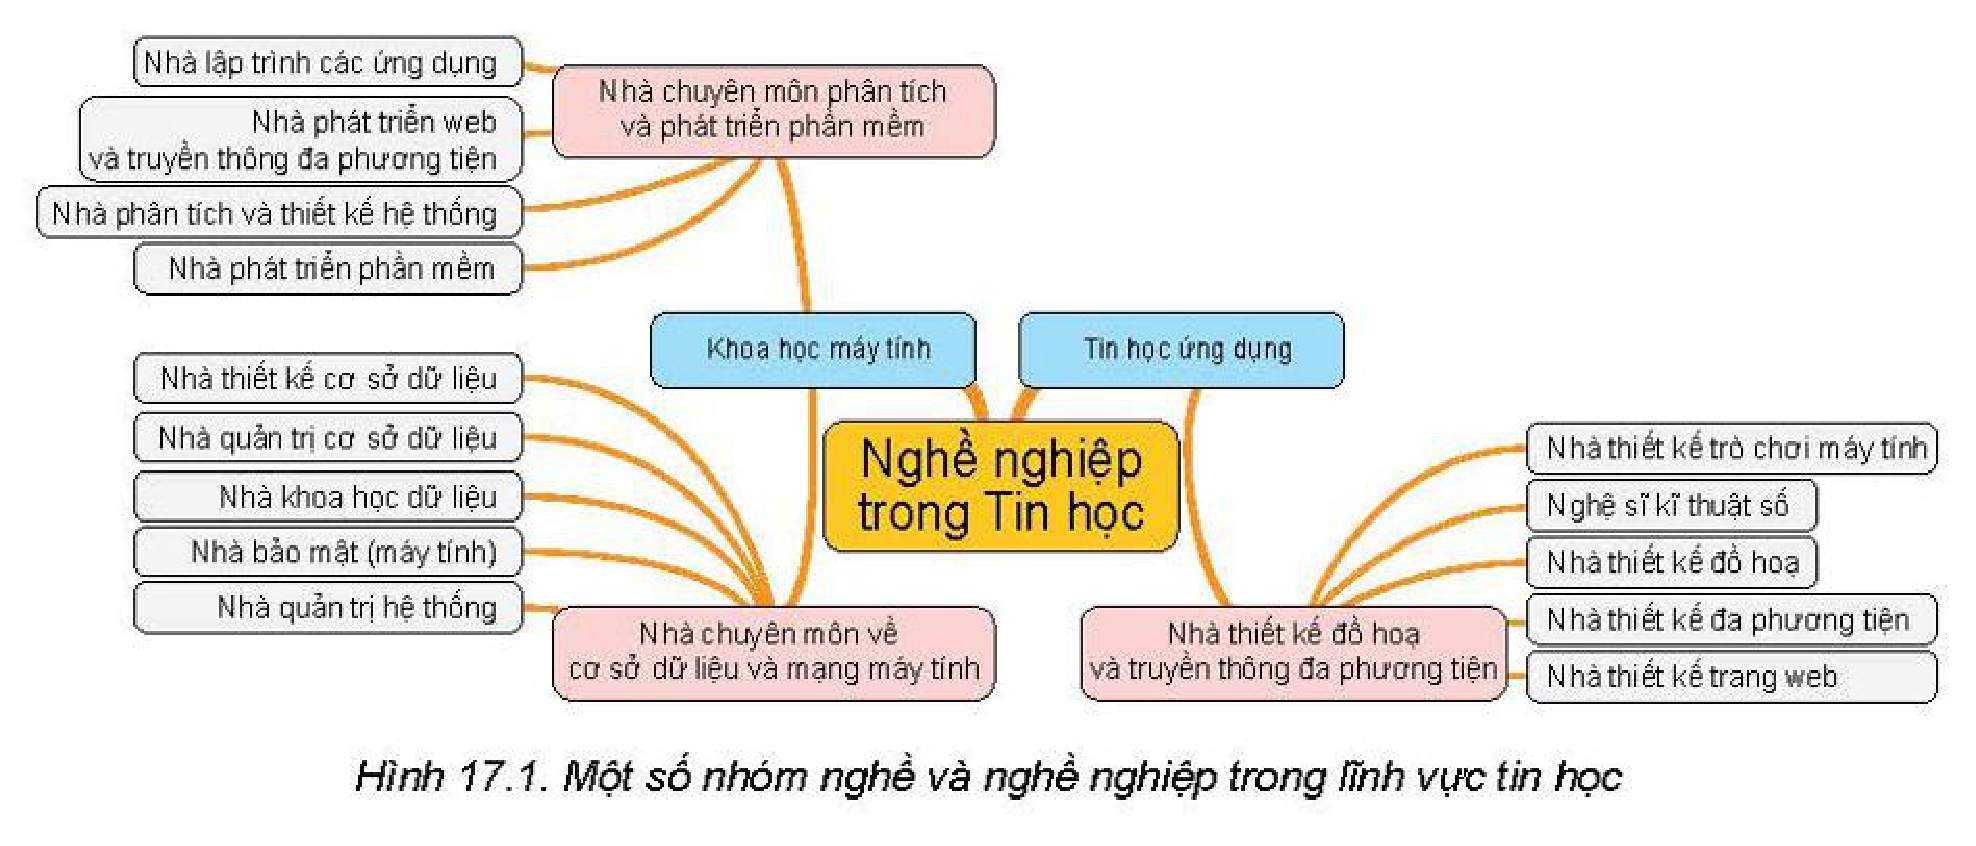 Nhà lập trình các ứng dụng
Nhà phát triển web
và truyền thông đa phương tiện
Nhà phân tích và thiết kế hệ thống
Nhà phát triển phần mềm
Nhà chuyên môn phân tích
và phát triển phần mềm
Khoa học máy tính
Tin học ứng dụng
Nghề nghiệp
trong Tin học
Nhà thiết kế cơ sở dữ liệu
Nhà quản trị cơ sở dữ liệu
Nhà khoa học dữ liệu
Nhà bảo mật (máy tính)
Nhà quản trị hệ thống
Nhà chuyên môn về
cơ sở dữ liệu và mạng máy tính
Nhà thiết kế đồ hoạ
và truyền thông đa phương tiện
Nhà thiết kế trò chơi máy tính
Nghệ sĩ kĩ thuật số
Nhà thiết kế đồ hoạ
Nhà thiết kế đa phương tiện
Nhà thiết kế trang web
Hình 17.1. Một số nhóm nghề và nghề nghiệp trong lĩnh vực tin học